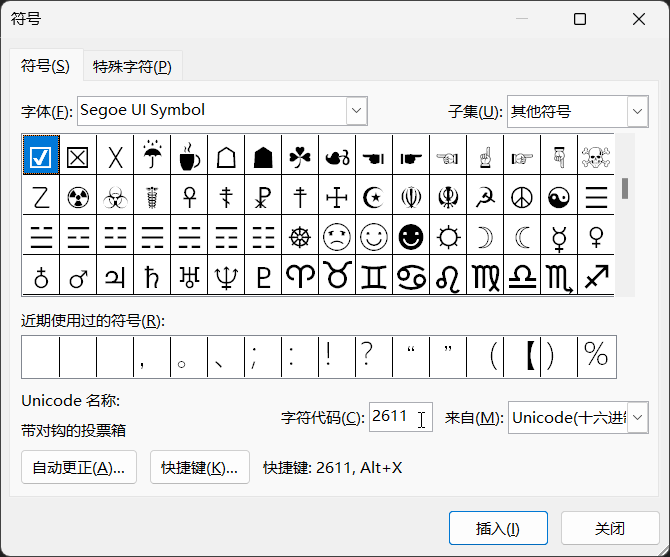 符号
符号(S) 特殊字符(P)
字体(F): Segoe UI Symbol 子集(U): 其他符号
☑ ☒ ☓ ☔ ☕ ☖ ☗ ☘ ☙ ☚ ☛ ☜ ☝ ☞ ☟ ☠
☡ ☢ ☣ ☤ ☥ ☦ ☧ ☨ ☩ ☪ ☫ ☬ ☭ ☮ ☯ ☰
☱ ☲ ☳ ☴ ☵ ☶ ☷ ☸ ☹ ☺ ☻ ☼ ☽ ☾ ☿ ♀
♁ ♂ ♃ ♄ ♅ ♆ ♇ ♈ ♉ ♊ ♋ ♌ ♍ ♎ ♏ ♐
近期使用过的符号(R):
， 。 、 ； ： ！ ？ “ ” （ 【 ） %
Unicode 名称:
带对钩的投票箱
字符代码(C): 2611 来自(M): Unicode(十六进
自动更正(A)... 快捷键(K)... 快捷键: 2611, Alt+X
插入(I) 关闭